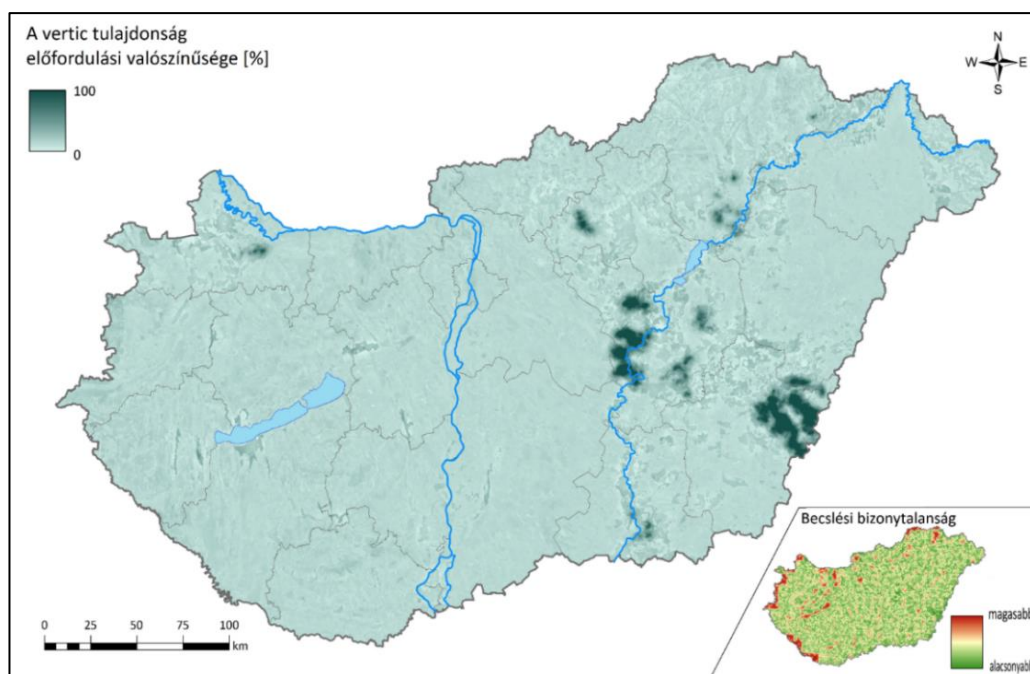 A vertic tulajdonság
előfordulási valószínűsége [%]
100
0
N
W E
S
0 25 50 75 100
km
Becslési bizonytalanság
magasabb
alacsonyabb